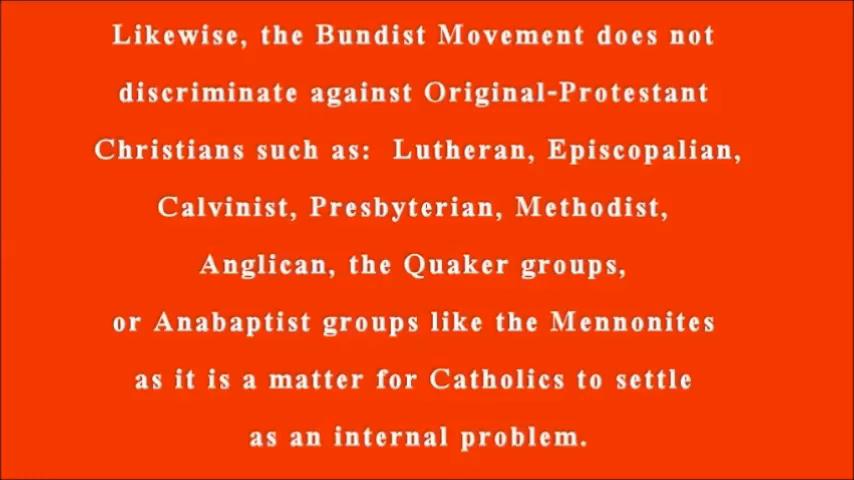 Likewise, the Bundist Movement does not
discriminate against Original-Protestant
Christians such as:  Lutheran, Episcopalian,
Calvinist, Presbyterian, Methodist,
Anglican, the Quaker groups,
or Anabaptist groups like the Mennonites
as it is a matter for Catholics to settle
as an internal problem.